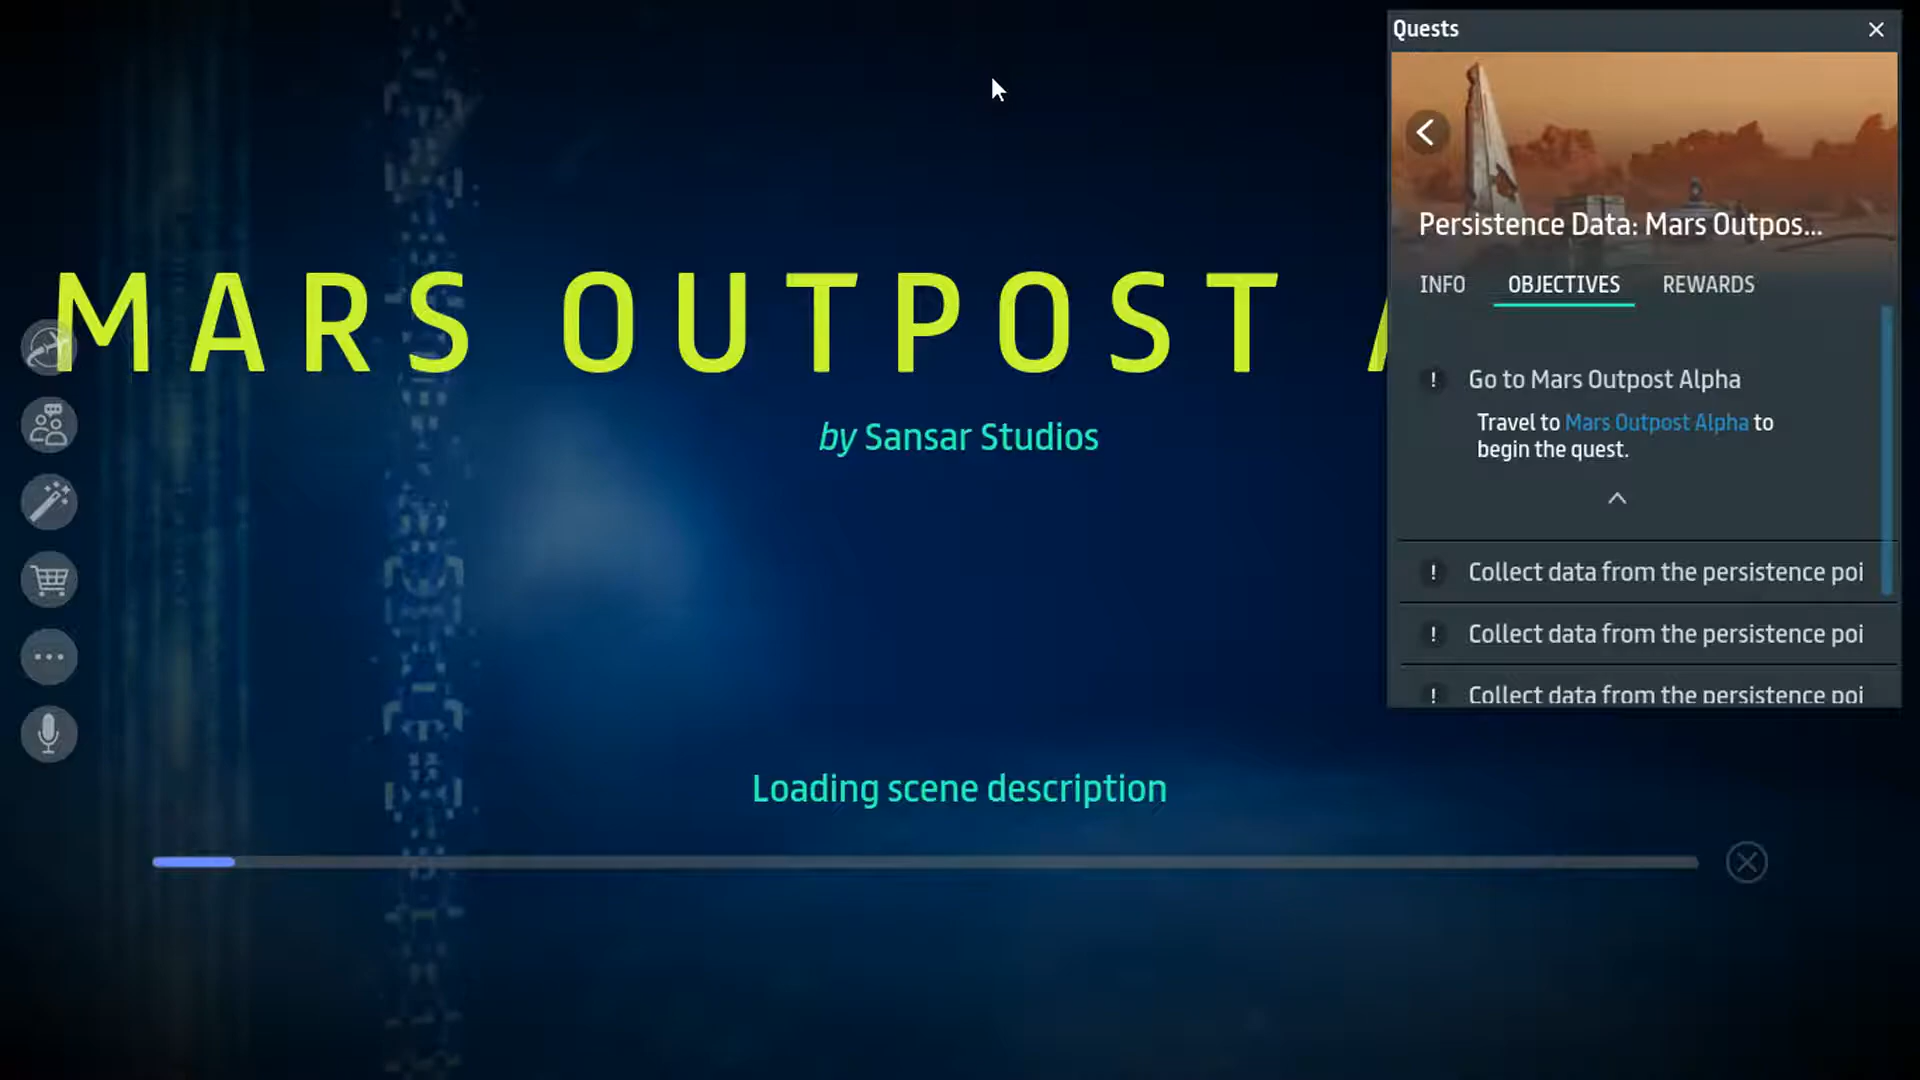 Quests
Persistence Data: Mars Outpos...
INFO OBJECTIVES REWARDS
! Go to Mars Outpost Alpha
Travel to Mars Outpost Alpha to
begin the quest.
! Collect data from the persistence poi
! Collect data from the persistence poi
! Collect data from the persistence poi
MARS OUTPOST
by Sansar Studios
Loading scene description